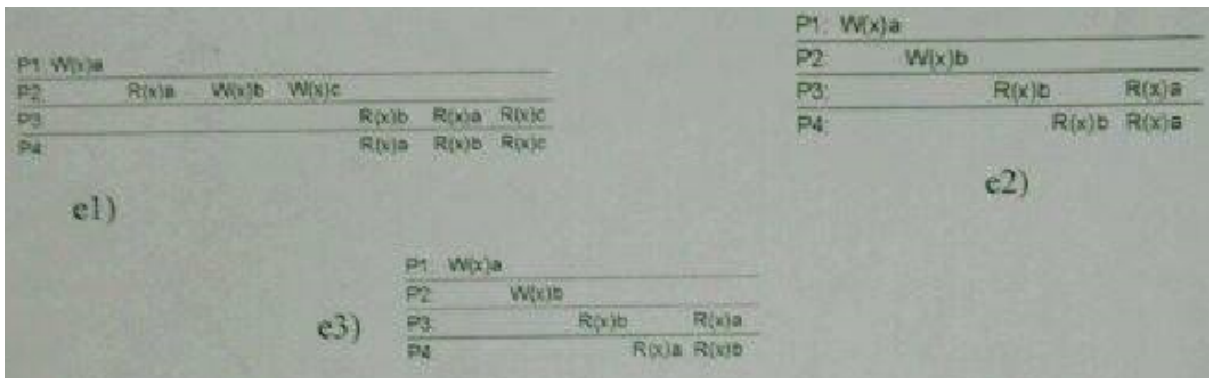 P1: W(x)a
P2: R(x)a W(x)b W(x)c
P3: R(x)b R(x)a R(x)c
P4: R(x)a R(x)b R(x)c
e1)
P1: W(x)a
P2: W(x)b
P3: R(x)b R(x)a
P4: R(x)b R(x)a
e2)
P1: W(x)a
P2: W(x)b
P3: R(x)b R(x)a
P4 R(x)a R(x)b
e3)